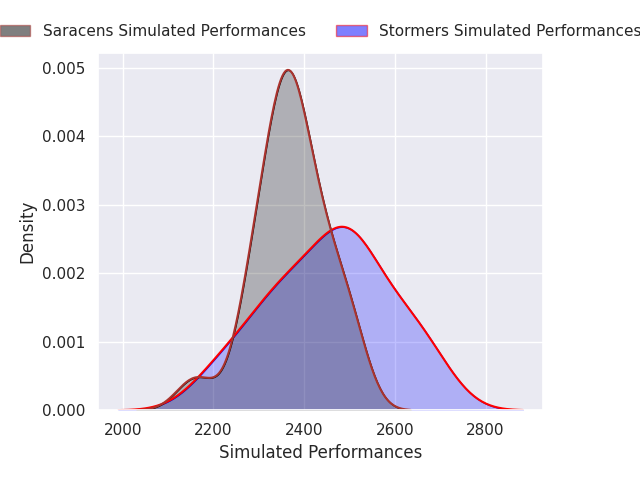 Saracens Simulated Performances Stormers Simulated Performances
0.005
0.004
0.003
0.002
0.001
0.000
Density
2000 2200 2400 2600 2800
Simulated Performances